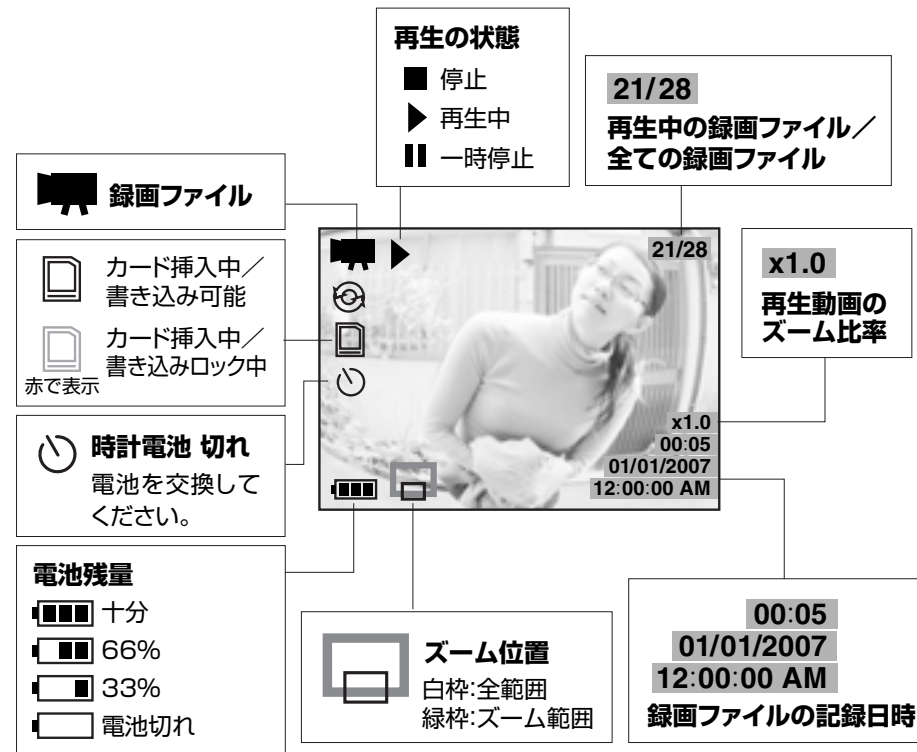 再生の状態
停止
再生中
一時停止
21/28
再生中の録画ファイル／
全ての録画ファイル
録画ファイル
カード挿入中／
書き込み可能
カード挿入中／
書き込みロック中
赤で表示
21/28
x1.0
再生動画の
ズーム比率
時計電池 切れ
電池を交換して
ください。
x1.0
00:05
01/01/2007
12:00:00 AM
電池残量
十分
66%
33%
電池切れ
ズーム位置
白枠:全範囲
緑枠:ズーム範囲
00:05
01/01/2007
12:00:00 AM
録画ファイルの記録日時